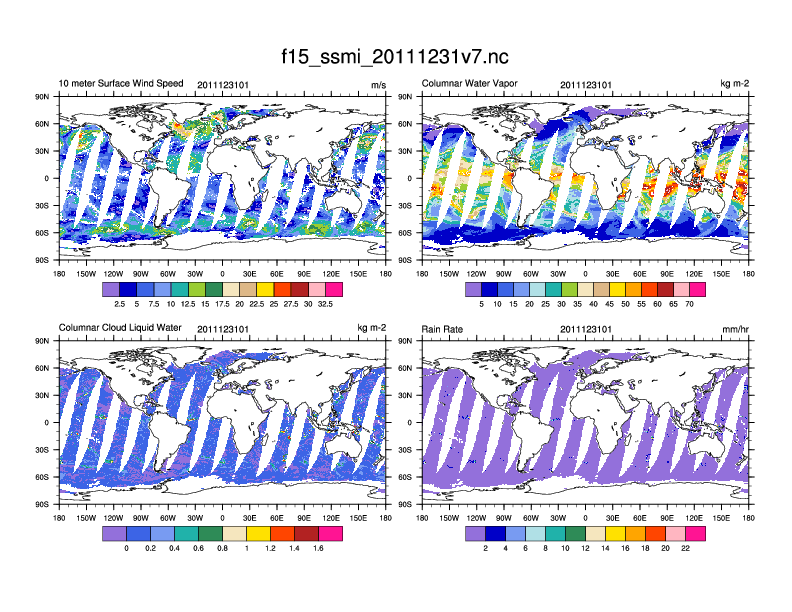 f15_ssmi_20111231v7.nc
10 meter Surface Wind Speed 2011123101 m/s
90N
60N
30N
0
30S
60S
90S
180 150W 120W 90W 60W 30W 0 30E 60E 90E 120E 150E 180
2.5 5 7.5 10 12.5 15 17.5 20 22.5 25 27.5 30 32.5
Columnar Water Vapor 2011123101 kg m-2
90N
60N
30N
0
30S
60S
90S
180 150W 120W 90W 60W 30W 0 30E 60E 90E 120E 150E 180
5 10 15 20 25 30 35 40 45 50 55 60 65 70
Columnar Cloud Liquid Water 2011123101 kg m-2
90N
60N
30N
0
30S
60S
90S
180 150W 120W 90W 60W 30W 0 30E 60E 90E 120E 150E 180
0 0.2 0.4 0.6 0.8 1 1.2 1.4 1.6
Rain Rate 2011123101 mm/hr
90N
60N
30N
0
30S
60S
90S
180 150W 120W 90W 60W 30W 0 30E 60E 90E 120E 150E 180
2 4 6 8 10 12 14 16 18 20 22